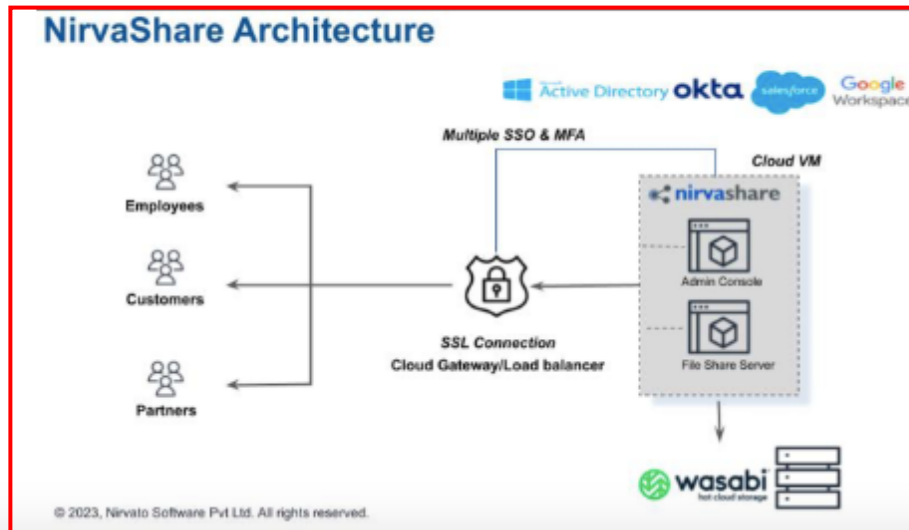 NirvaShare Architecture
Active Directory okta salesforce Google Workspace
Multiple SSO & MFA
Cloud VM
nirvashare
Employees
Admin Console
Customers
SSL Connection
Cloud Gateway/Load balancer
File Share Server
Partners
wasabi
hot cloud storage
© 2023, Nirvato Software Pvt Ltd. All rights reserved.